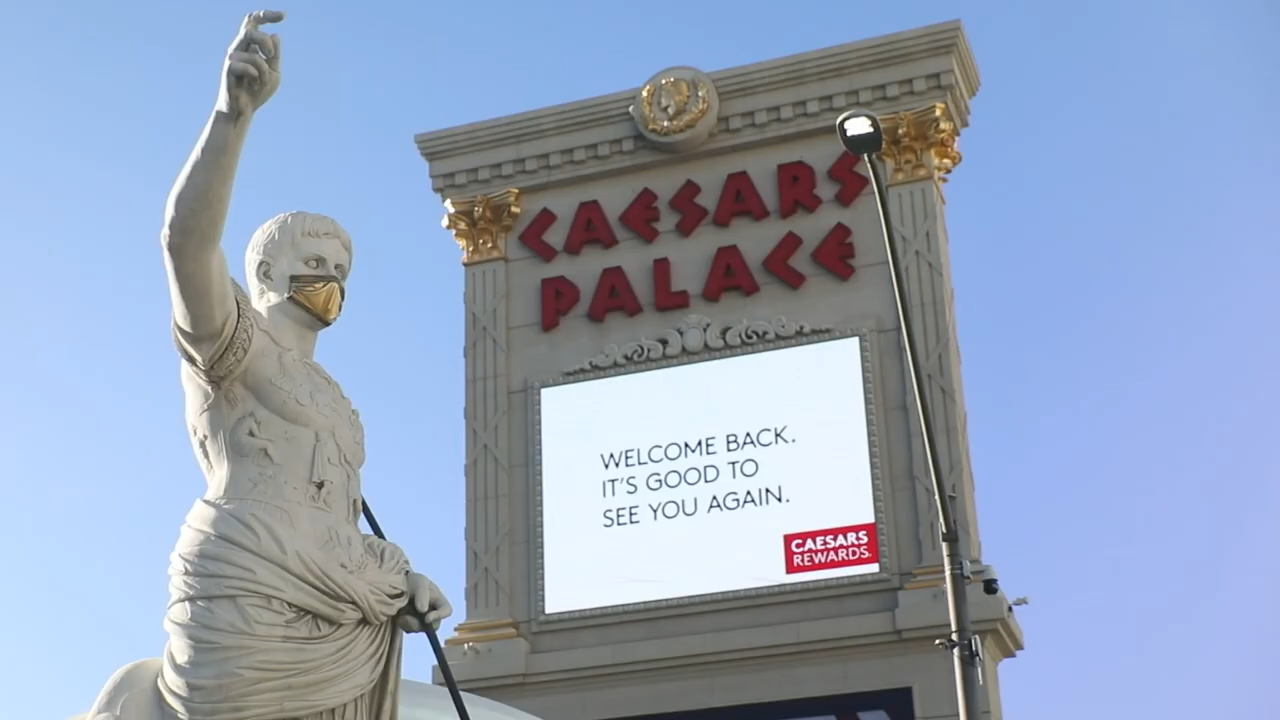 CAESARS
PALACE
WELCOME BACK.
IT'S GOOD TO
SEE YOU AGAIN.
CAESARS
REWARDS.